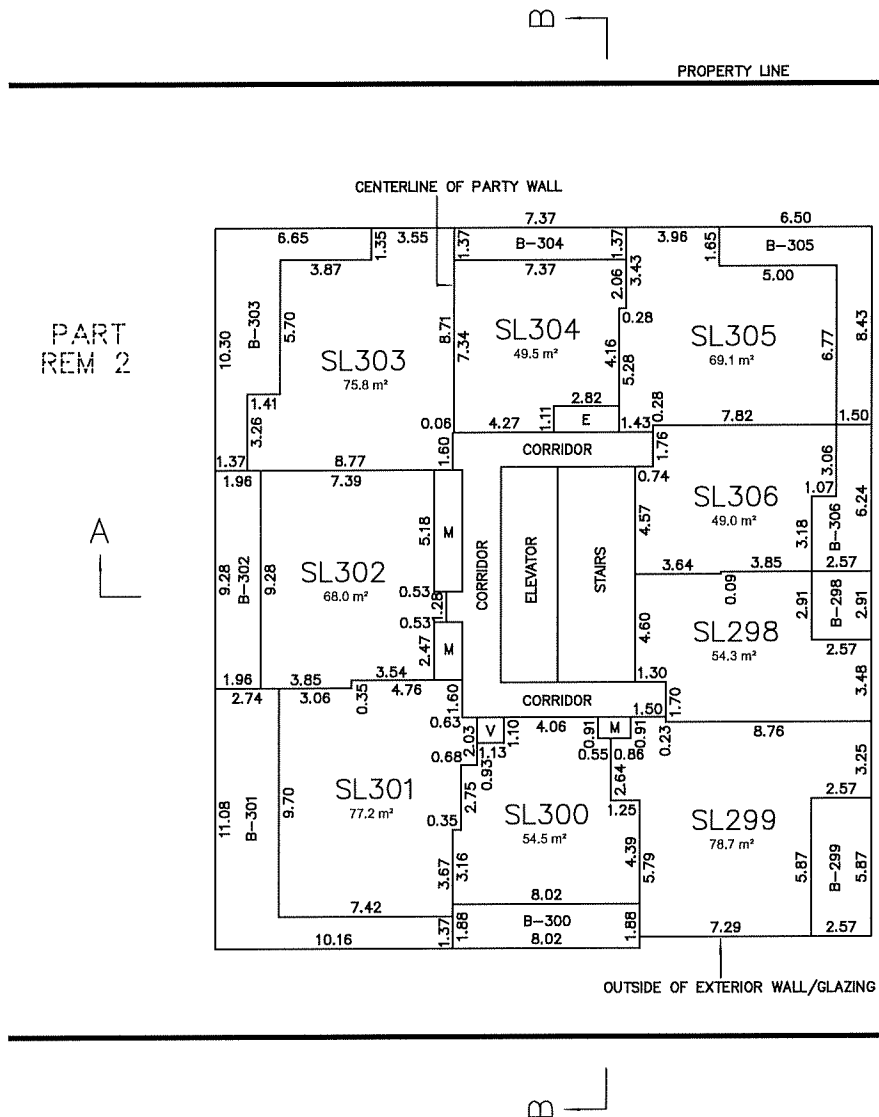 B
PROPERTY LINE
CENTERLINE OF PARTY WALL
7.37
6.50
6.65
1.35
3.55
1.37
B-304
1.37
3.96
1.65
B-305
3.87
7.37
2.06
3.43
5.00
PART
REM 2
10.30
B-303
5.70
8.71
7.34
SL304
49.5 m²
0.28
4.16
5.28
SL305
69.1 m²
6.77
8.43
SL303
75.8 m²
1.41
3.26
0.06
4.27
1.11
2.82
E
1.43
0.28
7.82
1.50
1.37
8.77
1.60
CORRIDOR
1.76
0.74
3.06
1.96
7.39
1.07
6.24
A
5.18
M
CORRIDOR
ELEVATOR
STAIRS
4.57
SL306
49.0 m²
3.18
B-306
9.28
B-302
9.28
SL302
68.0 m²
0.53
1.28
0.53
3.64
0.09
3.85
2.57
2.91
B-298
2.91
2.47
M
4.60
SL298
54.3 m²
2.57
1.96
3.85
3.54
1.30
3.48
2.74
3.06
0.35
4.76
1.60
CORRIDOR
1.50
1.70
0.63
2.03
V
1.10
4.06
0.91
M
0.91
0.23
8.76
0.68
1.13
0.93
0.55
0.86
3.25
11.08
B-301
9.70
SL301
77.2 m²
2.75
2.64
2.57
0.35
SL300
54.5 m²
1.25
SL299
78.7 m²
3.67
3.16
4.39
5.79
5.87
B-299
5.87
7.42
8.02
1.37
1.88
B-300
1.88
10.16
8.02
7.29
2.57
OUTSIDE OF EXTERIOR WALL/GLAZING
B